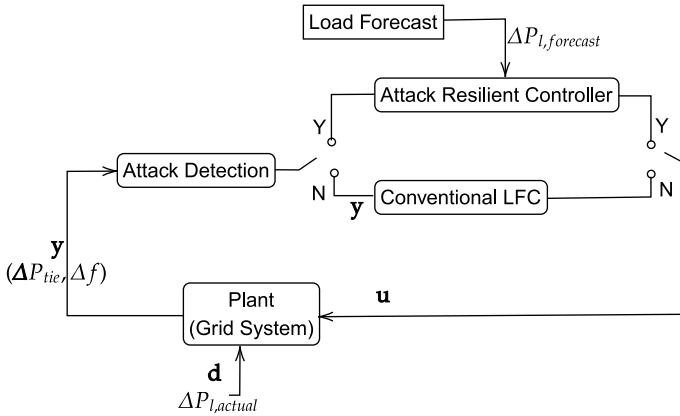 Load Forecast
ΔP_{l,forecast}
Attack Resilient Controller
Y
Y
Attack Detection
N
N
y
Conventional LFC
y
(ΔP_{tie}, Δf)
Plant
(Grid System)
u
d
ΔP_{l,actual}